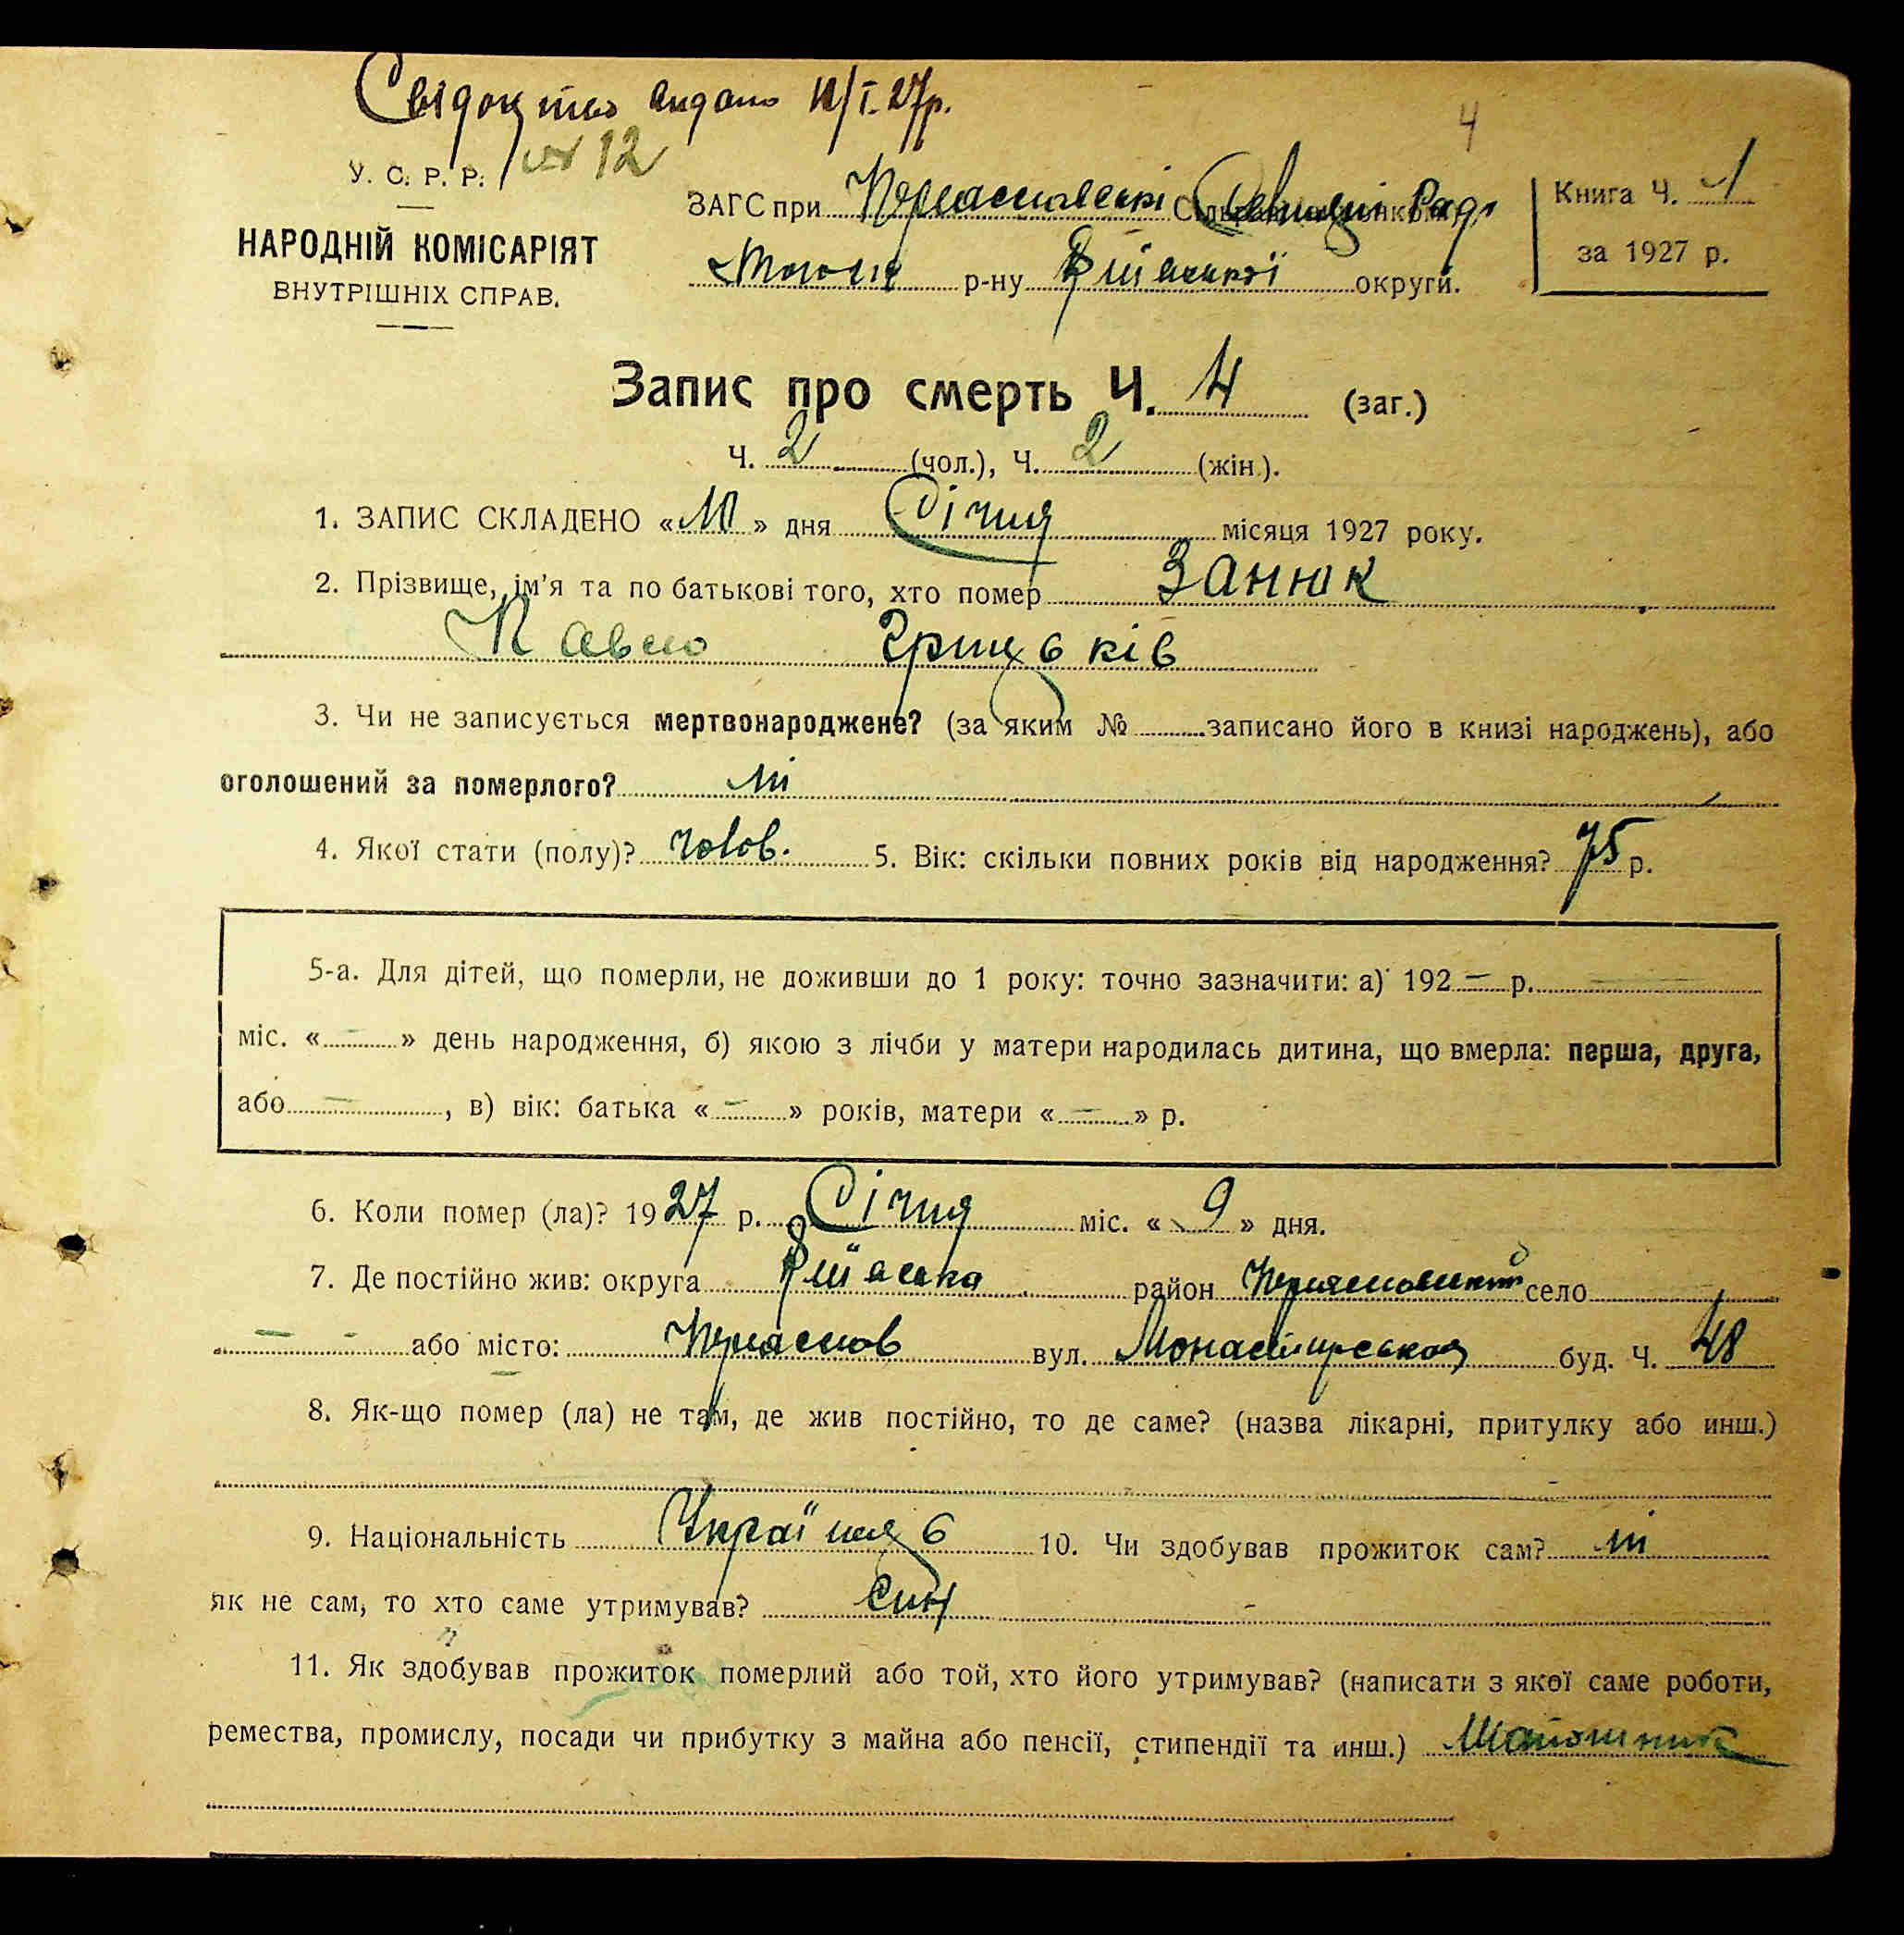 Свідоцтво видано 12/I.27р.
№ 12
4
У. С. Р. Р.
НАРОДНІЙ КОМІСАРІЯТ
ВНУТРІШНІХ СПРАВ.
ЗАГС при Переяславській Селищній Раді
р-ну округи.
Книга Ч. 1
за 1927 р.
Запис про смерть Ч. 4 (заг.)
Ч. 2 (чол.), Ч. 2 (жін.).
1. ЗАПИС СКЛАДЕНО «10» дня Січня місяця 1927 року.
2. Прізвище, ім'я та по батькові того, хто помер Занюк
Павло Грицьків
3. Чи не записується мертвонароджене? (за яким № записано його в книзі народжень), або
оголошений за померлого? ні
4. Якої стати (полу)? чолов. 5. Вік: скільки повних років від народження? 75 р.
5-а. Для дітей, що померли, не доживши до 1 року: точно зазначити: а) 192 — р. —
міс. « — » день народження, б) якою з лічби у матери народилась дитина, що вмерла: перша, друга,
або — , в) вік: батька « — » років, матери « — » р.
6. Коли помер (ла)? 1927 р. Січня міс. « 9 » дня.
7. Де постійно жив: округа район село
— або місто: вул. Монастирська буд. Ч. 48
8. Як-що помер (ла) не там, де жив постійно, то де саме? (назва лікарні, притулку або инш.)
9. Національність Українець 10. Чи здобував прожиток сам? ні
як не сам, то хто саме утримував? син
11. Як здобував прожиток померлий або той, хто його утримував? (написати з якої саме роботи,
ремества, промислу, посади чи прибутку з майна або пенсії, стипендії та инш.)